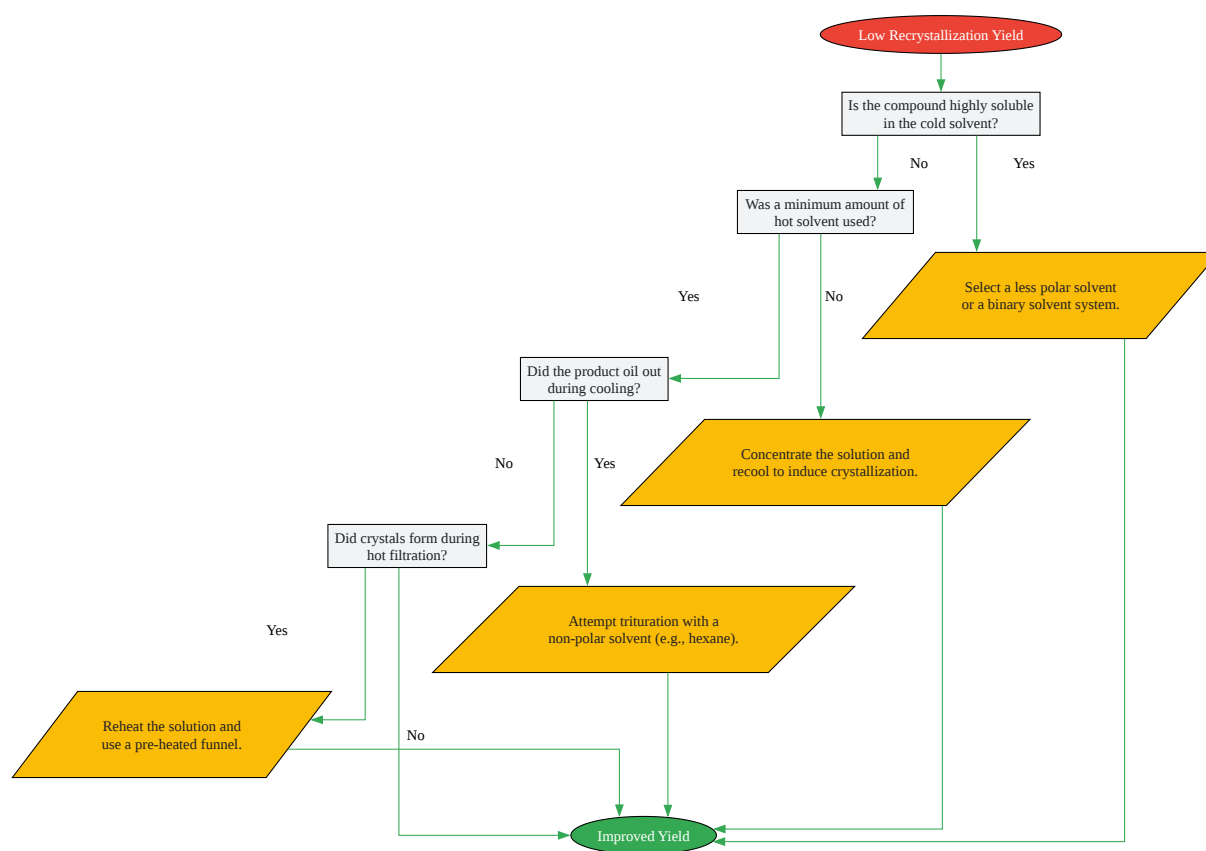 Low Recrystallization Yield
Is the compound highly soluble
in the cold solvent?
No
Yes
Was a minimum amount of
hot solvent used?
Select a less polar solvent
or a binary solvent system.
Yes
No
Did the product oil out
during cooling?
Concentrate the solution and
recool to induce crystallization.
No
Yes
Did crystals form during
hot filtration?
Attempt trituration with a
non-polar solvent (e.g., hexane).
Yes
Reheat the solution and
use a pre-heated funnel.
No
Improved Yield